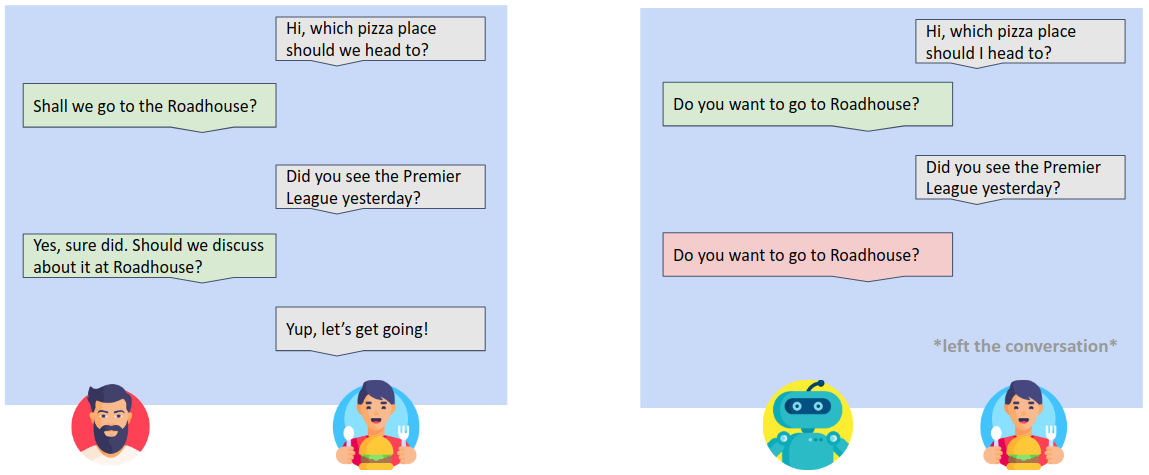 Hi, which pizza place
should we head to?
Shall we go to the Roadhouse?
Did you see the Premier
League yesterday?
Yes, sure did. Should we discuss
about it at Roadhouse?
Yup, let’s get going!
Hi, which pizza place
should I head to?
Do you want to go to Roadhouse?
Did you see the Premier
League yesterday?
Do you want to go to Roadhouse?
*left the conversation*